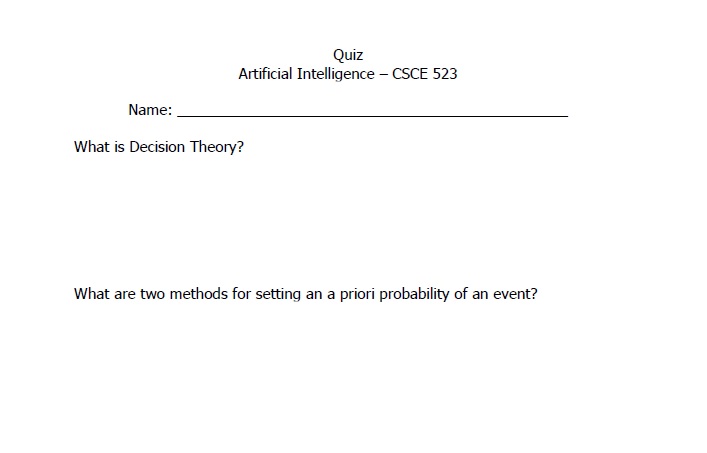 Quiz
Artificial Intelligence – CSCE 523
Name: ___________________________________________
What is Decision Theory?
What are two methods for setting an a priori probability of an event?